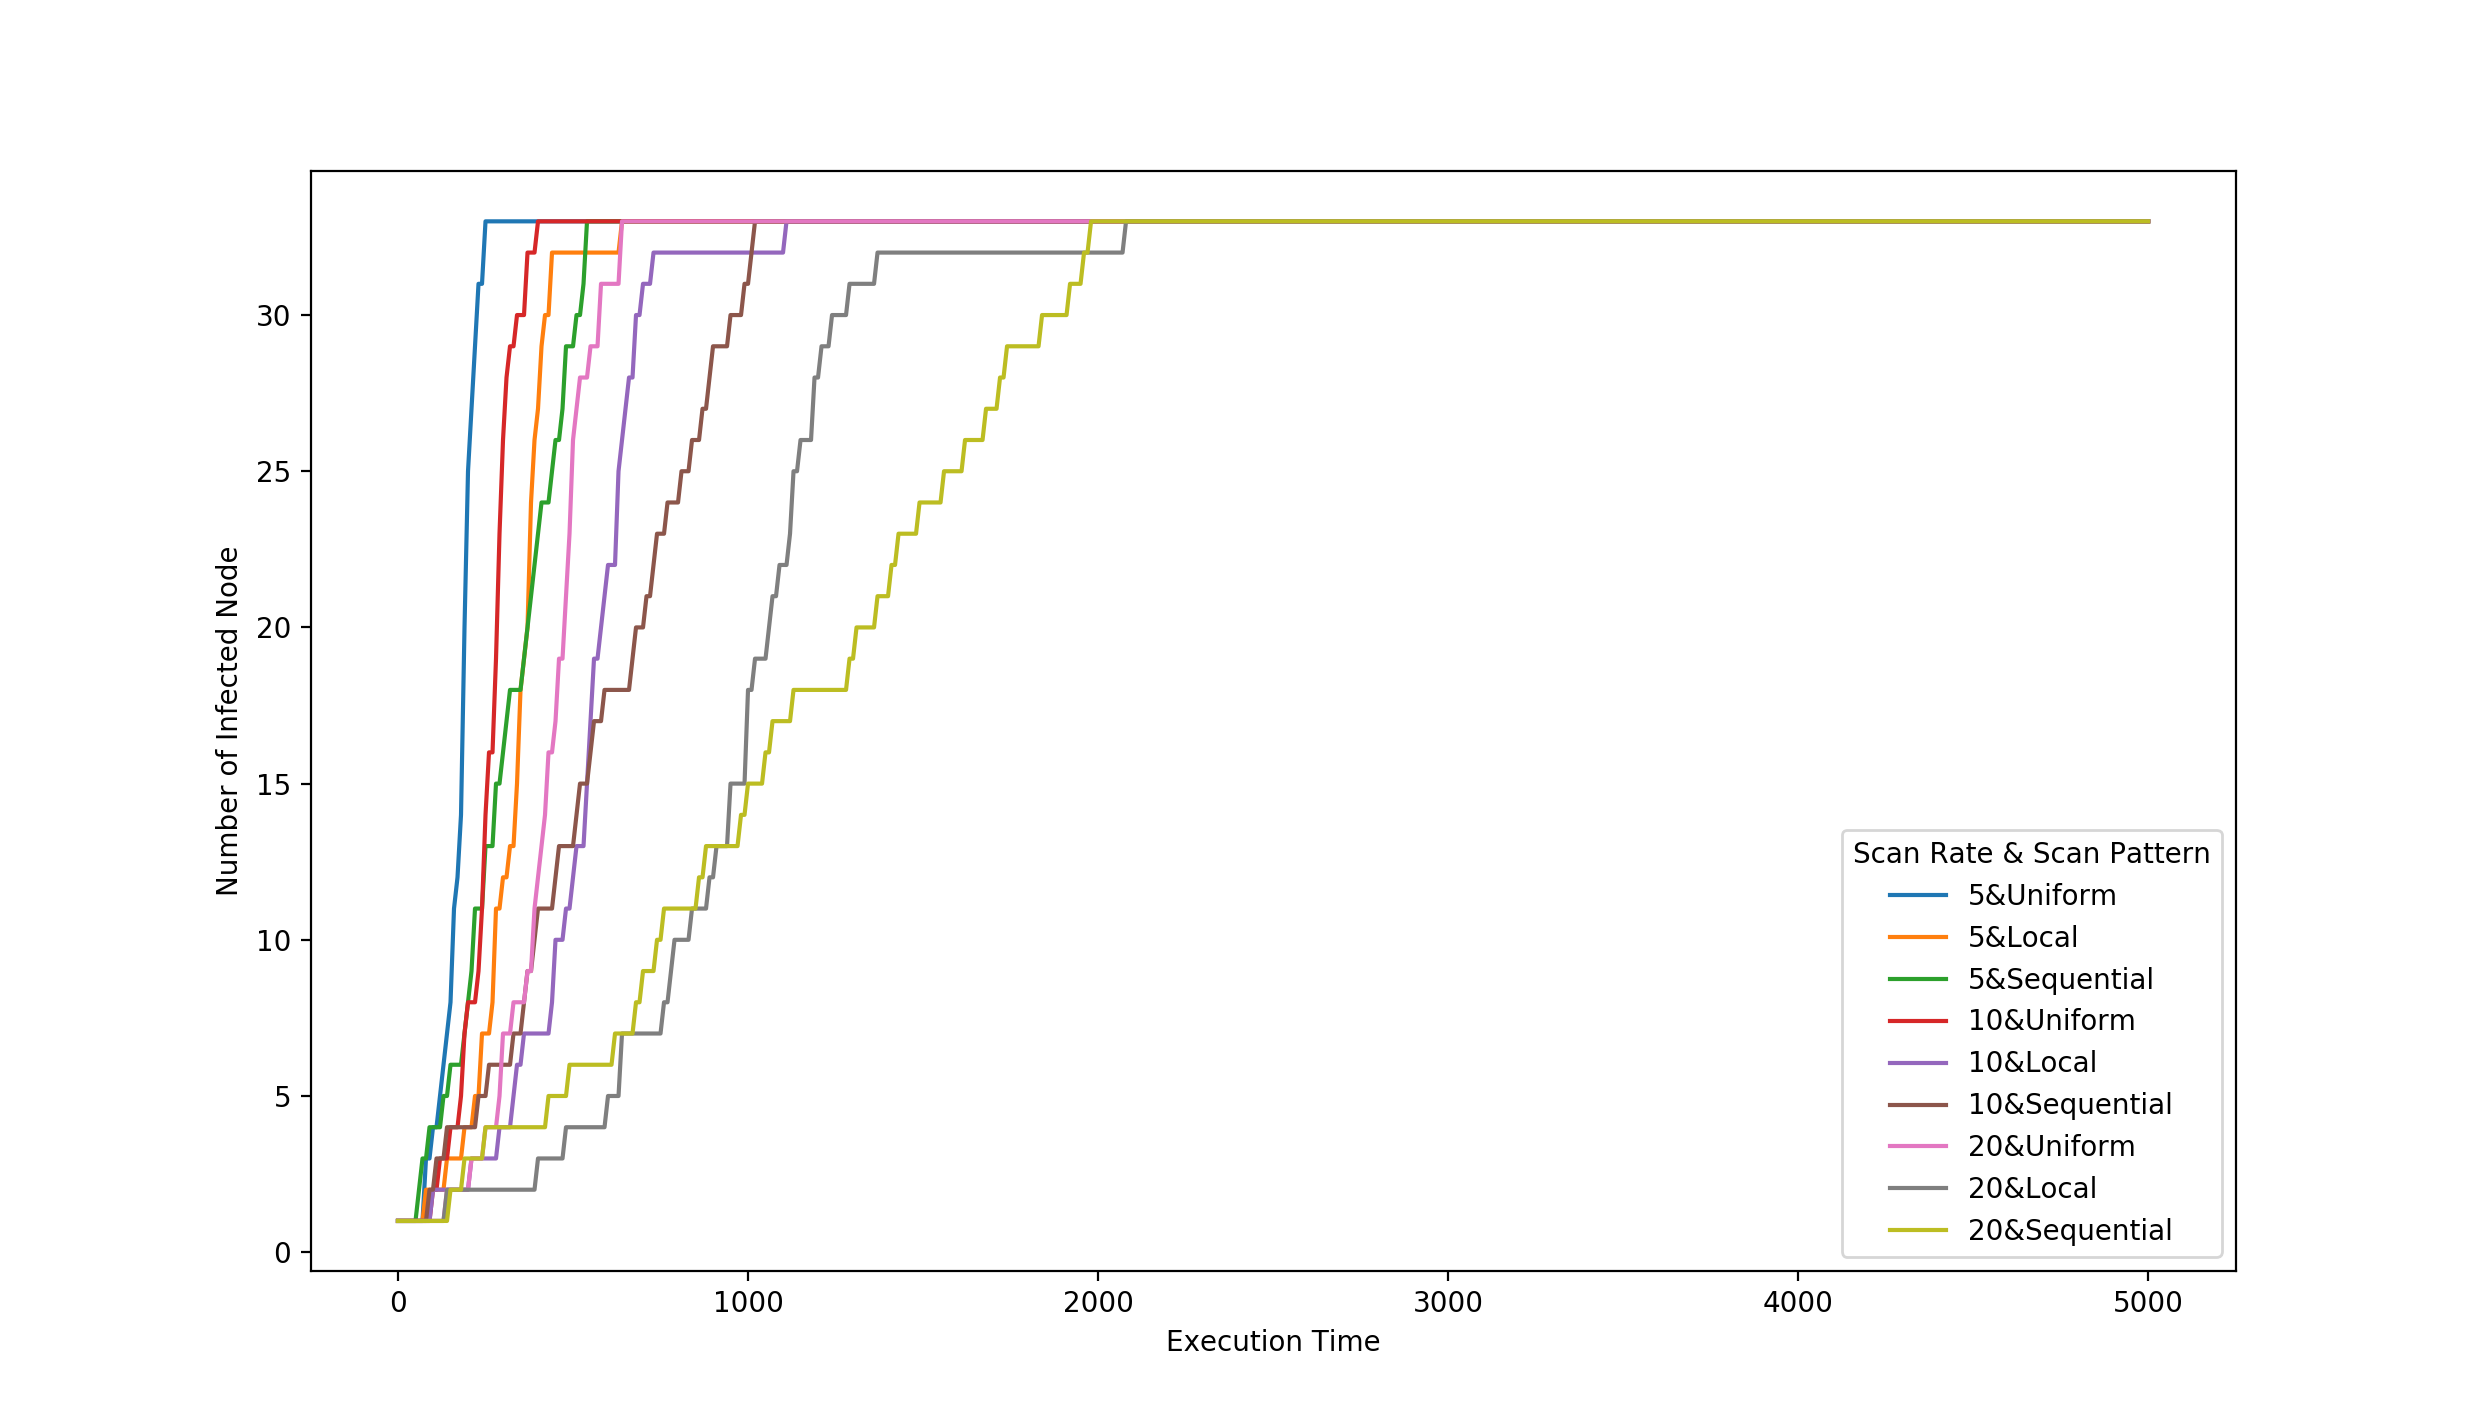 30
25
20
15
10
5
0
Number of Infected Node
0 1000 2000 3000 4000 5000
Execution Time
Scan Rate & Scan Pattern
5&Uniform
5&Local
5&Sequential
10&Uniform
10&Local
10&Sequential
20&Uniform
20&Local
20&Sequential